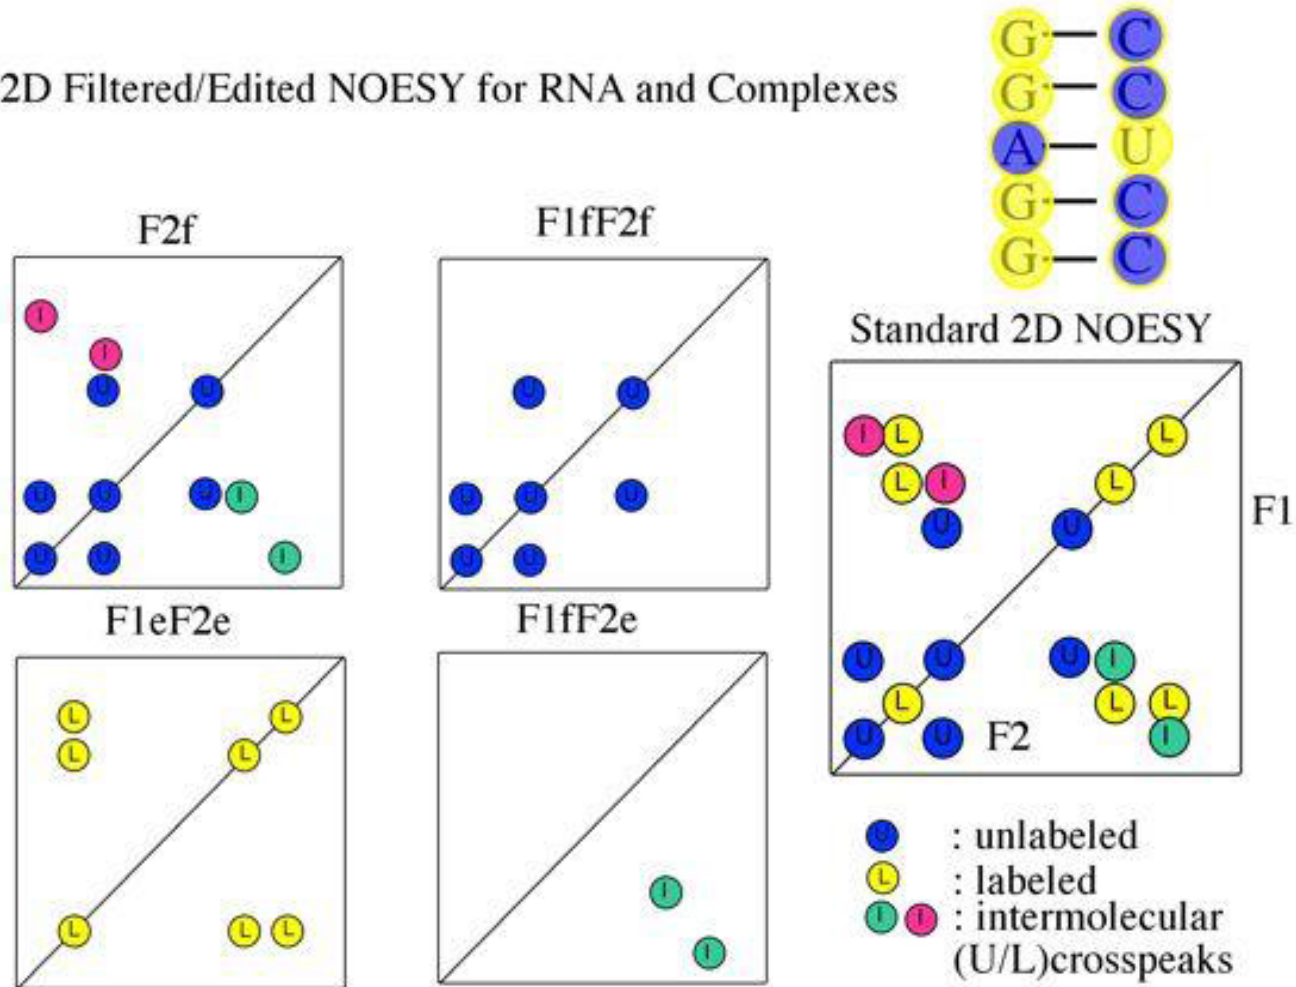 G C
2D Filtered/Edited NOESY for RNA and Complexes
G C
A U
G C
G C
F2f
F1fF2f
Standard 2D NOESY
I
I
U U
U U U I
U U I
U U
U U U
U U
I L L
L I L
U U
F1
U U U I
L L L
U U F2 I
F1eF2e
F1fF2e
L L
L L
L L L
I
I
U : unlabeled
L : labeled
I I : intermolecular
(U/L)crosspeaks